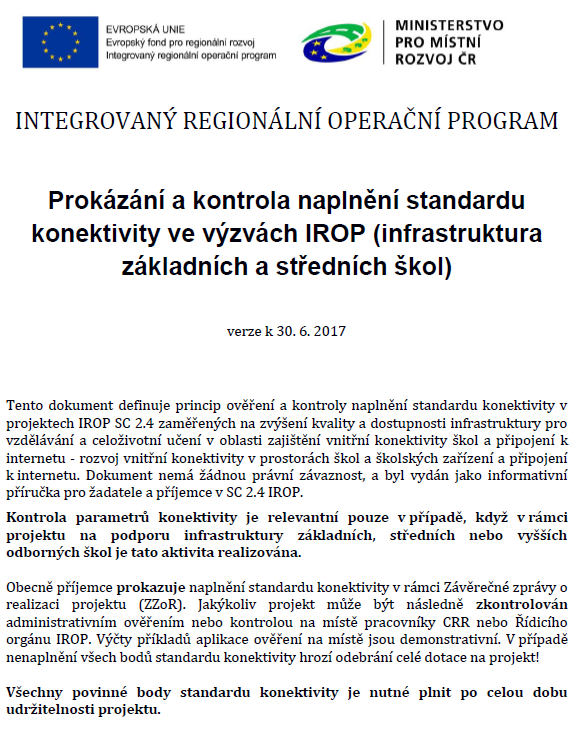 EVROPSKÁ UNIE
Evropský fond pro regionální rozvoj
Integrovaný regionální operační program
MINISTERSTVO
PRO MÍSTNÍ
ROZVOJ ČR
INTEGROVANÝ REGIONÁLNÍ OPERAČNÍ PROGRAM
Prokázání a kontrola naplnění standardu
konektivity ve výzvách IROP (infrastruktura
základních a středních škol)
verze k 30. 6. 2017
Tento dokument definuje princip ověření a kontroly naplnění standardu konektivity v
projektech IROP SC 2.4 zaměřených na zvýšení kvality a dostupnosti infrastruktury pro
vzdělávání a celoživotní učení v oblasti zajištění vnitřní konektivity škol a připojení k
internetu - rozvoj vnitřní konektivity v prostorách škol a školských zařízení a připojení
k internetu. Dokument nemá žádnou právní závaznost, a byl vydán jako informativní
příručka pro žadatele a příjemce v SC 2.4 IROP.
Kontrola parametrů konektivity je relevantní pouze v případě, když v rámci
projektu na podporu infrastruktury základních, středních nebo vyšších
odborných škol je tato aktivita realizována.
Obecně příjemce prokazuje naplnění standardu konektivity v rámci Závěrečné zprávy o
realizaci projektu (ZZoR). Jakýkoliv projekt může být následně zkontrolován
administrativním ověřením nebo kontrolou na místě pracovníky CRR nebo Řídicího
orgánu IROP. Výčty příkladů aplikace ověření na místě jsou demonstrativní. V případě
nenaplnění všech bodů standardu konektivity hrozí odebrání celé dotace na projekt!
Všechny povinné body standardu konektivity je nutné plnit po celou dobu
udržitelnosti projektu.